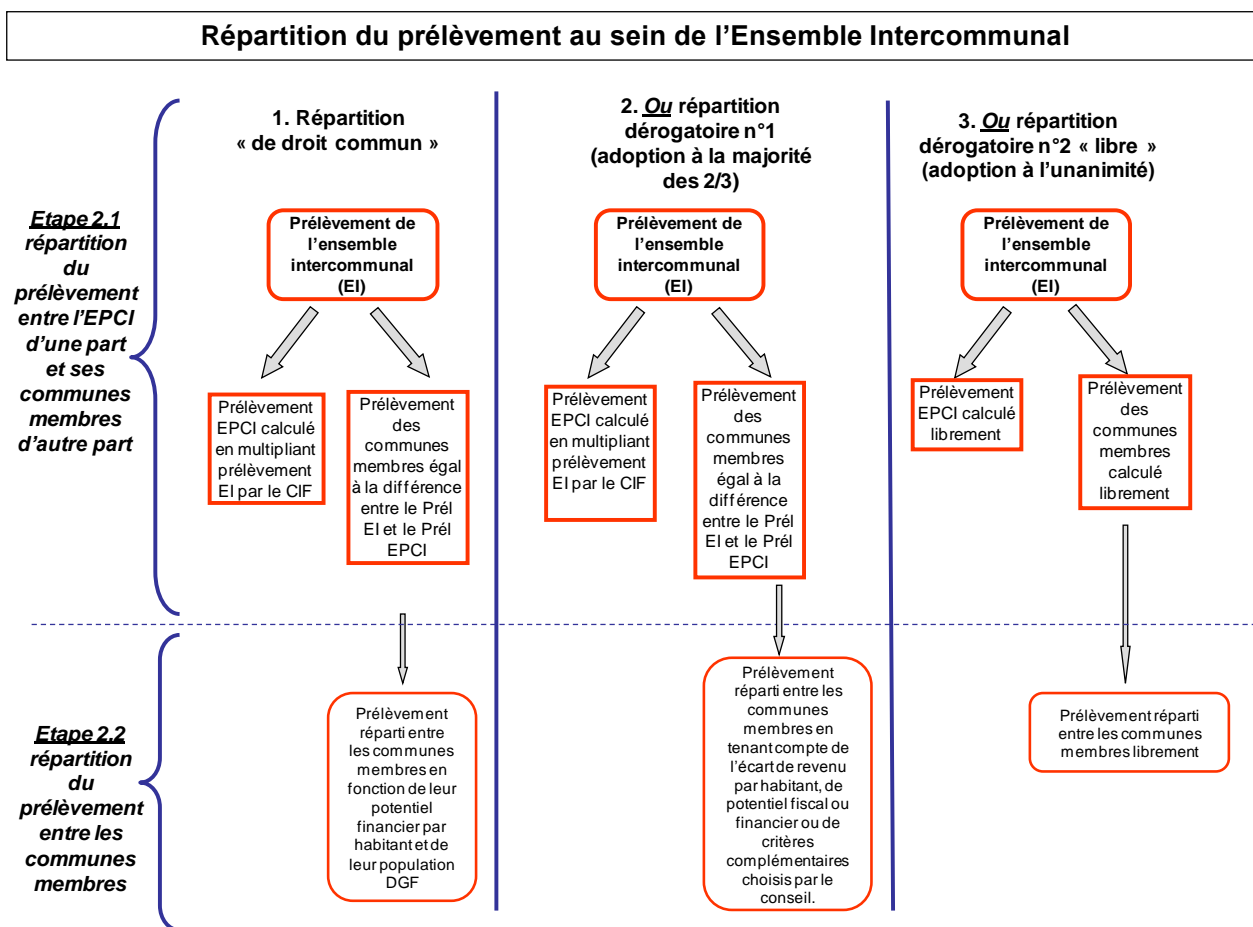 Répartition du prélèvement au sein de l’Ensemble Intercommunal
1. Répartition
« de droit commun »
2. Ou répartition
dérogatoire n°1
(adoption à la majorité
des 2/3)
3. Ou répartition
dérogatoire n°2 « libre »
(adoption à l’unanimité)
Etape 2.1
répartition
du
prélèvement
entre l’EPCI
d’une part
et ses
communes
membres
d’autre part
Prélèvement de
l’ensemble
intercommunal
(EI)
Prélèvement de
l’ensemble
intercommunal
(EI)
Prélèvement de
l’ensemble
intercommunal
(EI)
Prélèvement
EPCI calculé
en multipliant
prélèvement
EI par le CIF
Prélèvement
des
communes
membres égal
à la différence
entre le Prél
EI et le Prél
EPCI
Prélèvement
EPCI calculé
en multipliant
prélèvement
EI par le CIF
Prélèvement
des
communes
membres égal
à la différence
entre le Prél
EI et le Prél
EPCI
Prélèvement
EPCI calculé
librement
Prélèvement
des
communes
membres
calculé
librement
Etape 2.2
répartition
du
prélèvement
entre les
communes
membres
Prélèvement
réparti entre
les communes
membres en
fonction de leur
potentiel
financier par
habitant et de
leur population
DGF
Prélèvement
réparti entre les
communes
membres en
tenant compte de
l’écart de revenu
par habitant, de
potentiel fiscal ou
financier ou de
critères
complémentaires
choisis par le
conseil.
Prélèvement réparti
entre les communes
membres librement